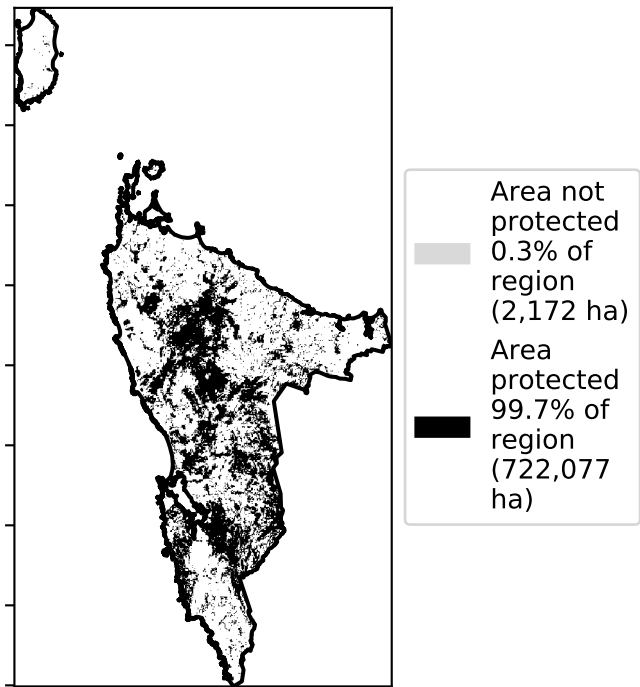 Area not
protected
0.3% of
region
(2,172 ha)
Area
protected
99.7% of
region
(722,077
ha)